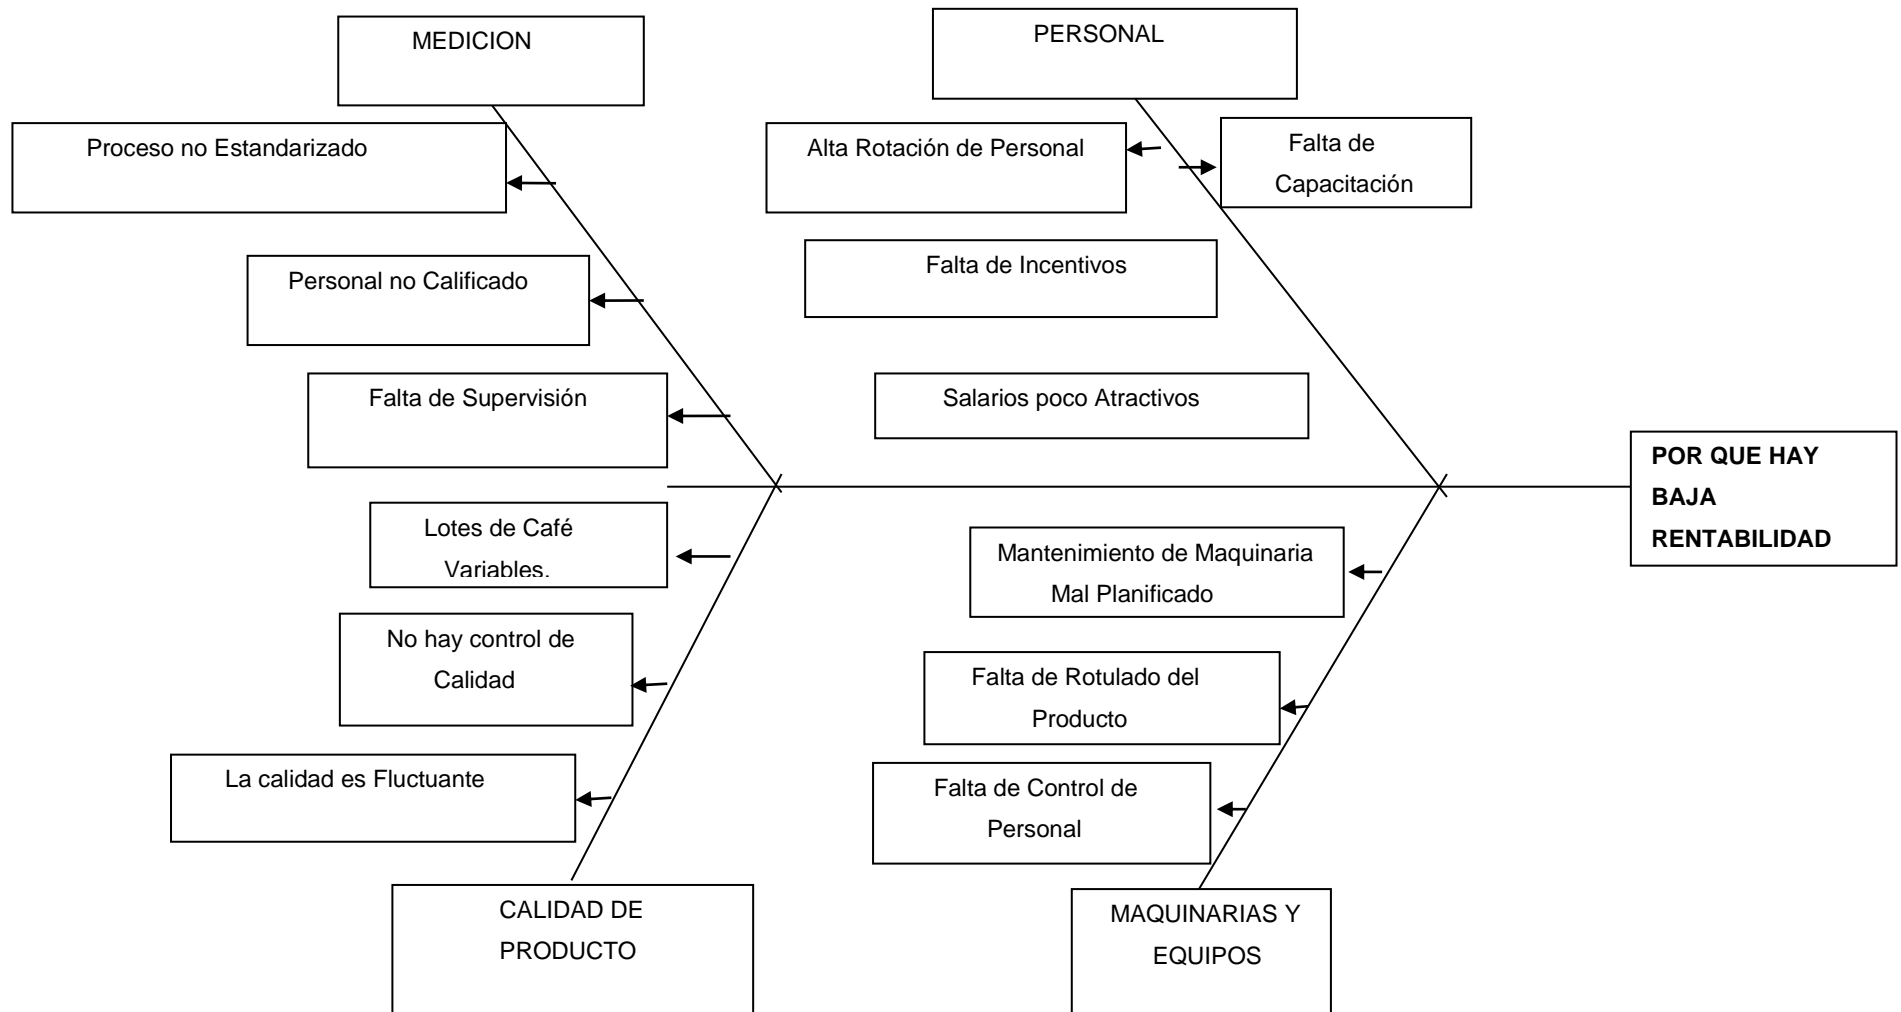 MEDICION
PERSONAL
Proceso no Estandarizado
Alta Rotación de Personal
Falta de
Capacitación
Personal no Calificado
Falta de Incentivos
Falta de Supervisión
Salarios poco Atractivos
POR QUE HAY
BAJA
RENTABILIDAD
Lotes de Café
Variables.
Mantenimiento de Maquinaria
Mal Planificado
No hay control de
Calidad
Falta de Rotulado del
Producto
La calidad es Fluctuante
Falta de Control de
Personal
CALIDAD DE
PRODUCTO
MAQUINARIAS Y
EQUIPOS